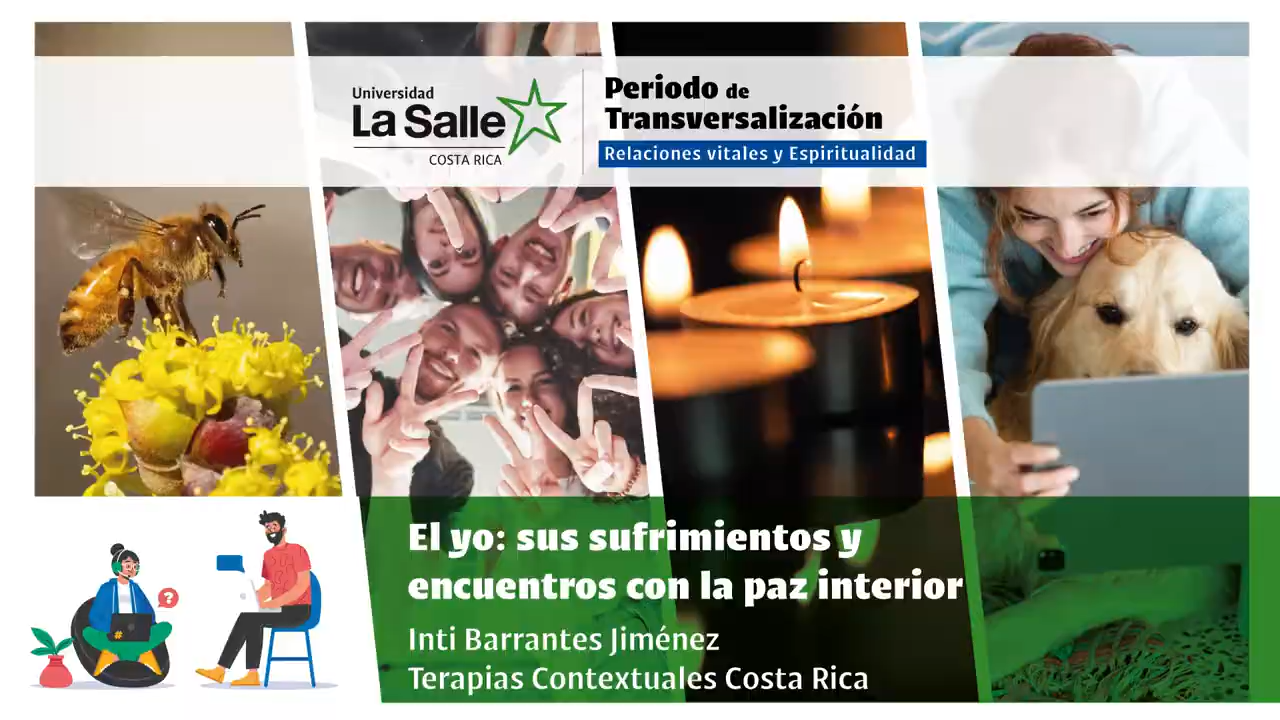 Universidad
La Salle
COSTA RICA
Periodo de
Transversalización
Relaciones vitales y Espiritualidad
?
#
El yo: sus sufrimientos y
encuentros con la paz interior
Inti Barrantes Jiménez
Terapias Contextuales Costa Rica